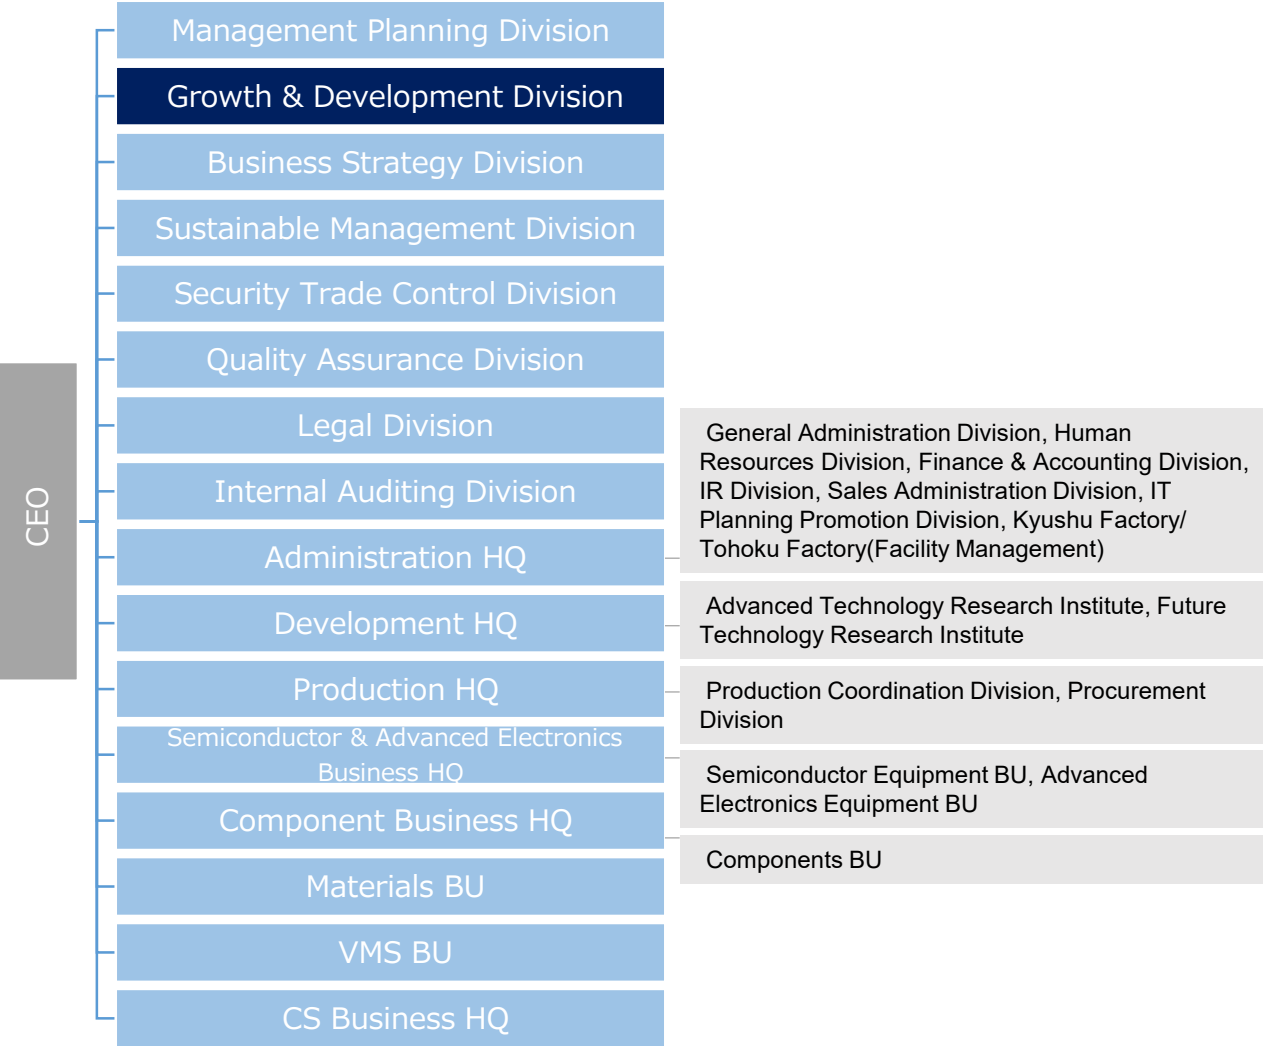 CEO
Management Planning Division
Growth & Development Division
Business Strategy Division
Sustainable Management Division
Security Trade Control Division
Quality Assurance Division
Legal Division
Internal Auditing Division
Administration HQ
General Administration Division, Human
Resources Division, Finance & Accounting Division,
IR Division, Sales Administration Division, IT
Planning Promotion Division, Kyushu Factory/
Tohoku Factory(Facility Management)
Development HQ
Advanced Technology Research Institute, Future
Technology Research Institute
Production HQ
Production Coordination Division, Procurement
Division
Semiconductor & Advanced Electronics
Business HQ
Semiconductor Equipment BU, Advanced
Electronics Equipment BU
Component Business HQ
Components BU
Materials BU
VMS BU
CS Business HQ